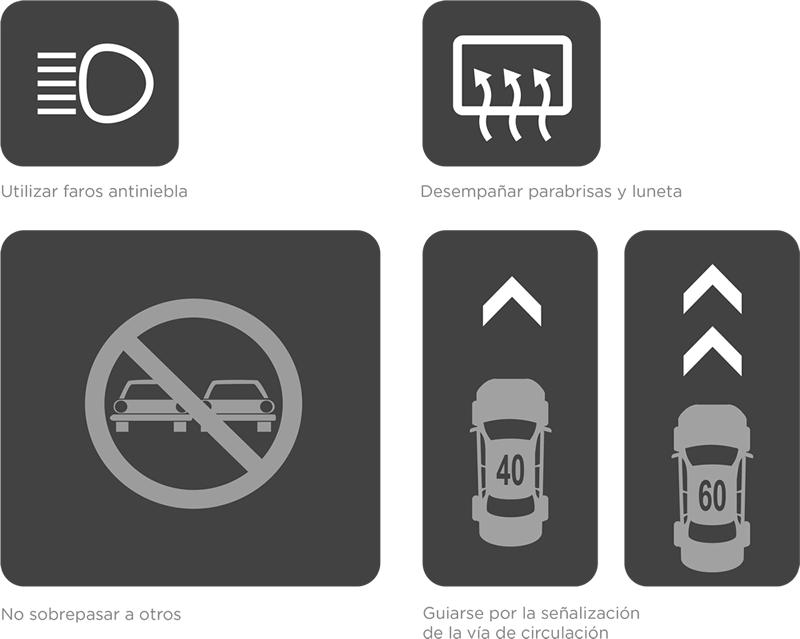 Utilizar faros antiniebla
Desempañar parabrisas y luneta
40
60
No sobrepasar a otros
Guiarse por la señalización
de la vía de circulación